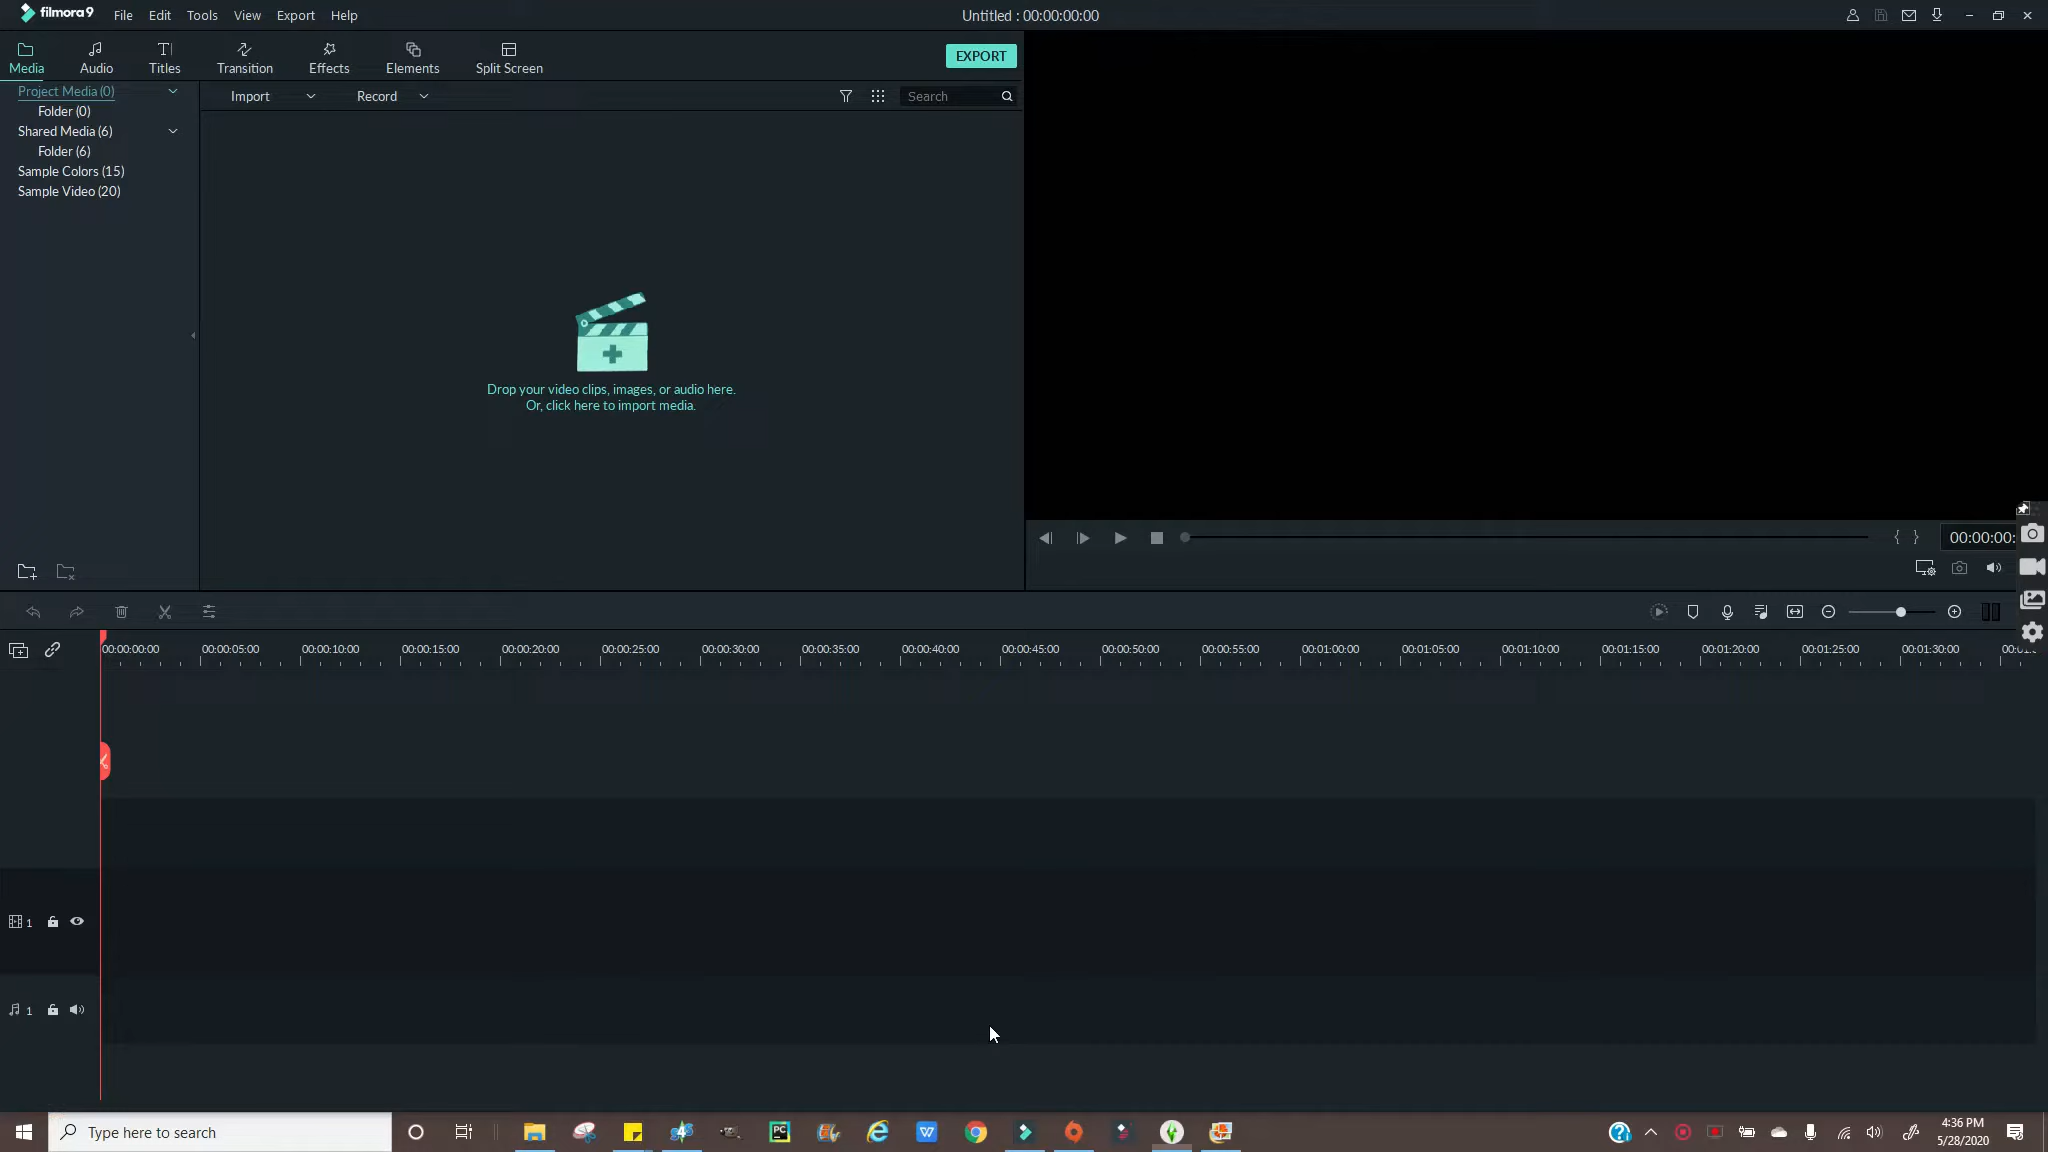 filmora9
File Edit Tools View Export Help
Untitled : 00:00:00:00
Media Audio Titles Transition Effects Elements Split Screen
EXPORT
Project Media (0)
Folder (0)
Shared Media (6)
Folder (6)
Sample Colors (15)
Sample Video (20)
Import Record Search
Drop your video clips, images, or audio here.
Or, click here to import media.
{ } 00:00:00:
00:00:00:00 00:00:05:00 00:00:10:00 00:00:15:00 00:00:20:00 00:00:25:00 00:00:30:00 00:00:35:00 00:00:40:00 00:00:45:00 00:00:50:00 00:00:55:00 00:01:00:00 00:01:05:00 00:01:10:00 00:01:15:00 00:01:20:00 00:01:25:00 00:01:30:00
1
1
Type here to search
PC
4:36 PM
5/28/2020